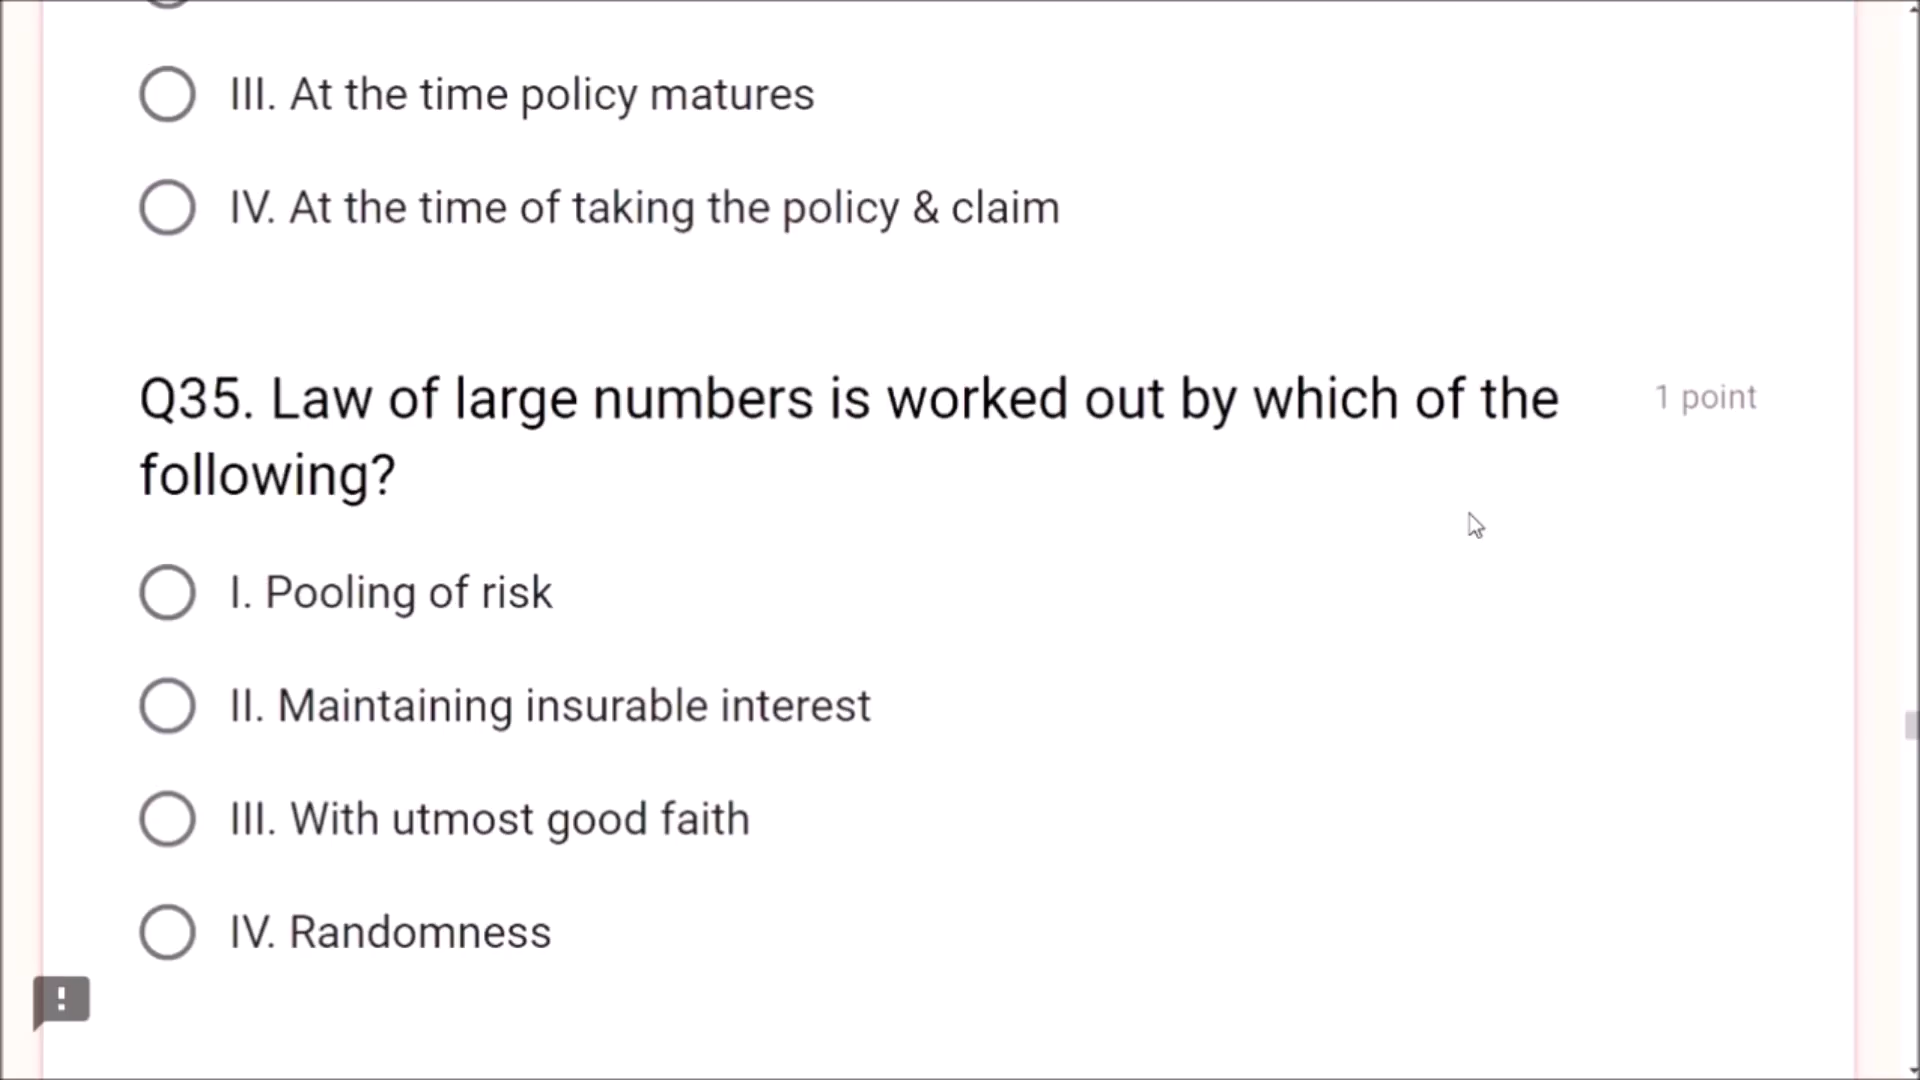 III. At the time policy matures
IV. At the time of taking the policy & claim
Q35. Law of large numbers is worked out by which of the
following?
1 point
I. Pooling of risk
II. Maintaining insurable interest
III. With utmost good faith
IV. Randomness